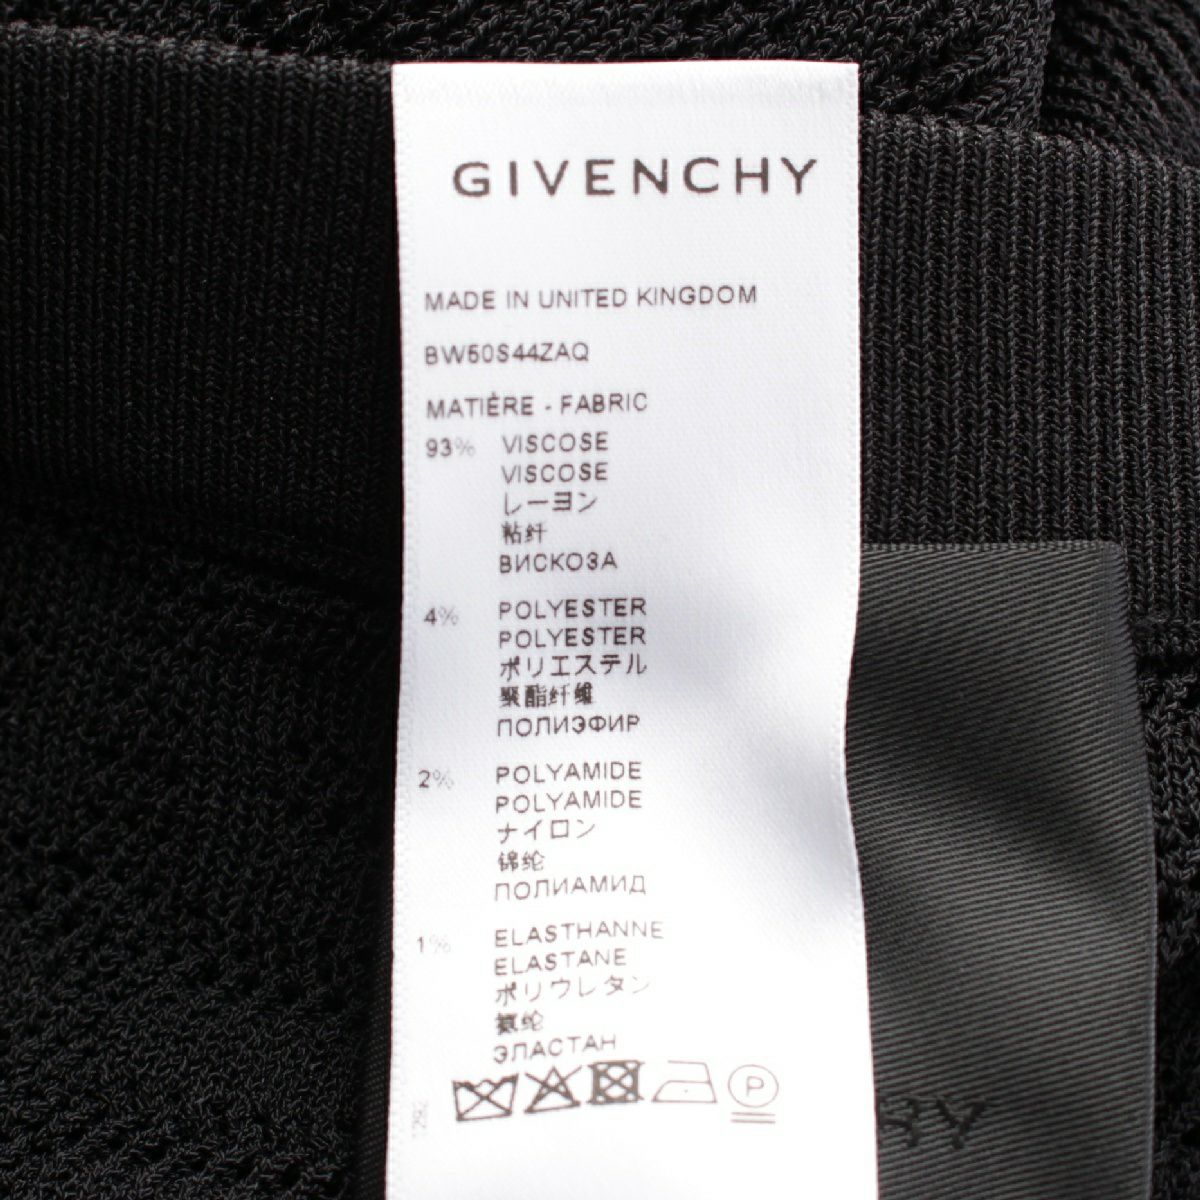 GIVENCHY
MADE IN UNITED KINGDOM
BW50S44ZAQ
MATIÈRE - FABRIC
93% VISCOSE
VISCOSE
レーヨン
粘纤
ВИСКОЗА
4% POLYESTER
POLYESTER
ポリエステル
聚酯纤维
ПОЛИЭФИР
2% POLYAMIDE
POLYAMIDE
ナイロン
锦纶
ПОЛИАМИД
1% ELASTHANNE
ELASTANE
ポリウレタン
氨纶
ЭЛАСТАН
P
RY